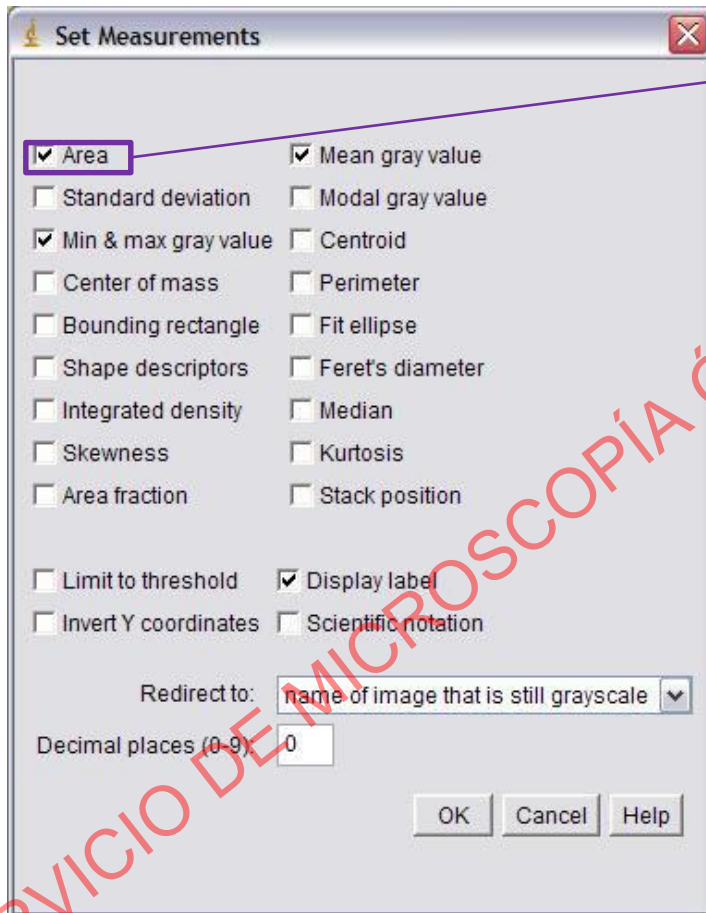 Set Measurements
Area
Mean gray value
Standard deviation
Modal gray value
Min & max gray value
Centroid
Center of mass
Perimeter
Bounding rectangle
Fit ellipse
Shape descriptors
Feret's diameter
Integrated density
Median
Skewness
Kurtosis
Area fraction
Stack position
Limit to threshold
Display label
Invert Y coordinates
Scientific notation
Redirect to: name of image that is still grayscale
Decimal places (0-9): 0
OK Cancel Help
RVICIO DE MICROSCOPÍA Ó